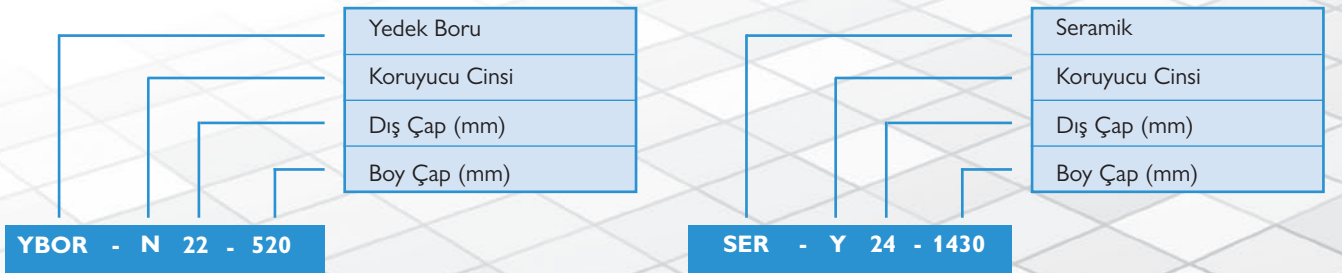 Yedek Boru
Koruyucu Cinsi
Dış Çap (mm)
Boy Çap (mm)
YBOR - N 22 - 520
Seramik
Koruyucu Cinsi
Dış Çap (mm)
Boy Çap (mm)
SER - Y 24 - 1430